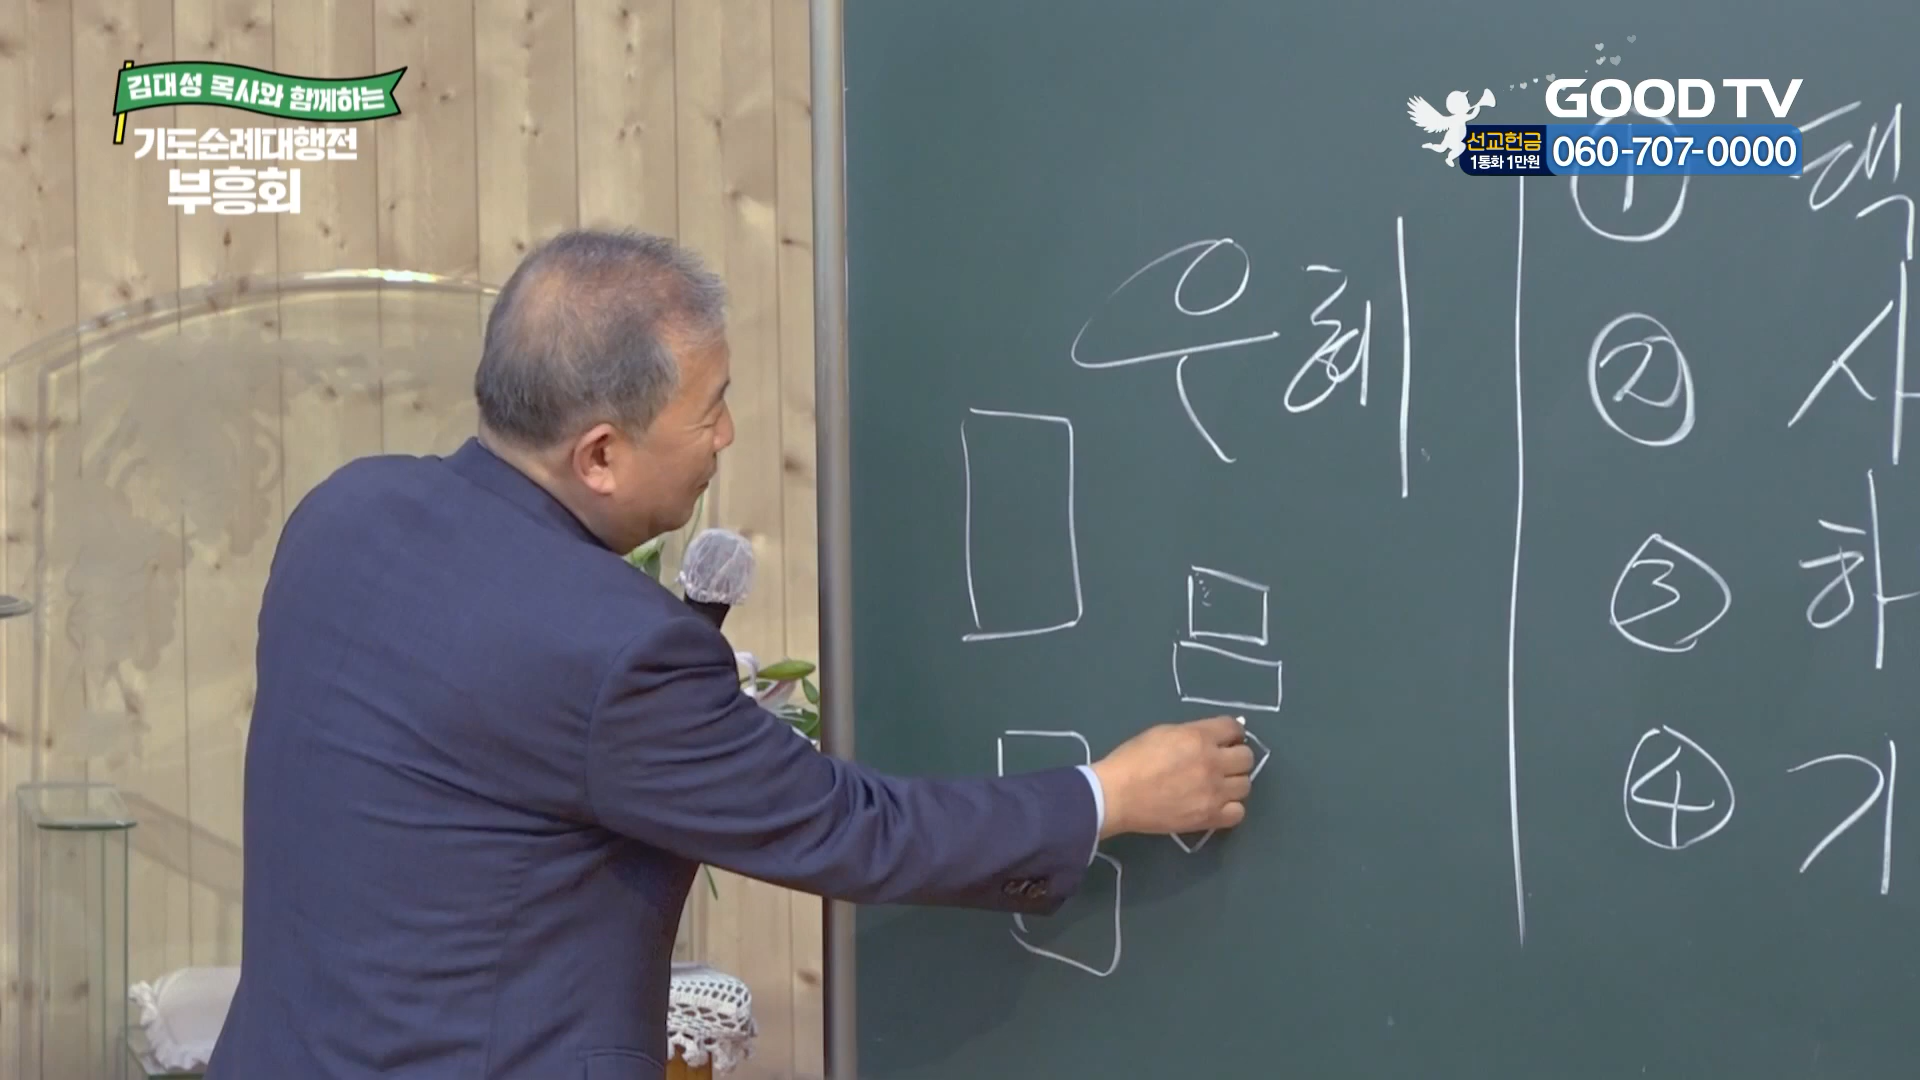 김대성 목사와 함께하는
기도순례대행전
부흥회
GOOD TV
선교헌금
1통화 1만원
060-707-0000
우회
① 택
② 사
③ 하
④ 기